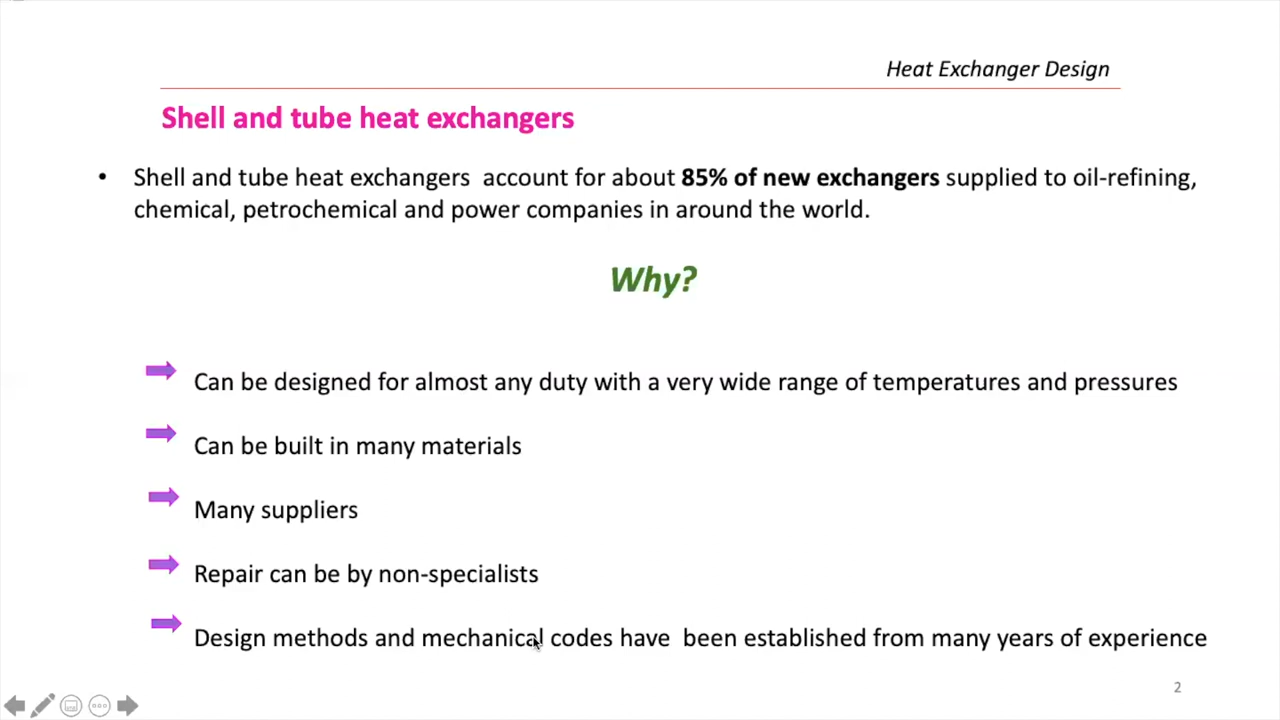 Heat Exchanger Design
Shell and tube heat exchangers
• Shell and tube heat exchangers account for about 85% of new exchangers supplied to oil-refining,
chemical, petrochemical and power companies in around the world.
Why?
Can be designed for almost any duty with a very wide range of temperatures and pressures
Can be built in many materials
Many suppliers
Repair can be by non-specialists
Design methods and mechanical codes have been established from many years of experience
2